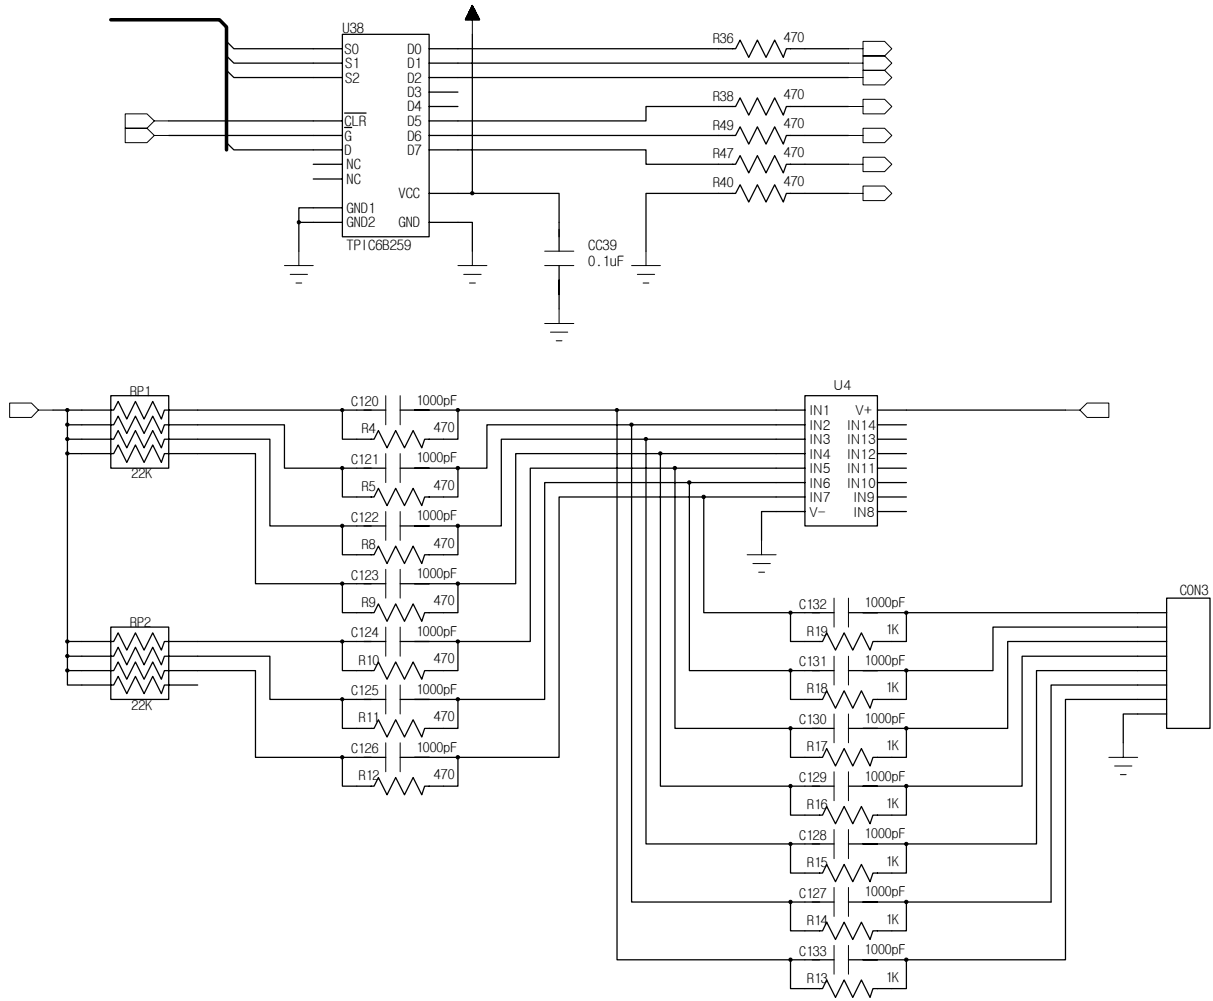 U38
S0 D0
S1 D1
S2 D2
D3
D4
CLR D5
G D6
D D7
NC
NC
VCC
GND1
GND2 GND
TPIC6B259
R36 470
R38 470
R49 470
R47 470
R40 470
CC39
0.1uF
RP1
22K
RP2
22K
C120 1000pF
R4 470
C121 1000pF
R5 470
C122 1000pF
R8 470
C123 1000pF
R9 470
C124 1000pF
R10 470
C125 1000pF
R11 470
C126 1000pF
R12 470
U4
IN1 V+
IN2 IN14
IN3 IN13
IN4 IN12
IN5 IN11
IN6 IN10
IN7 IN9
V- IN8
C132 1000pF
R19 1K
C131 1000pF
R18 1K
C130 1000pF
R17 1K
C129 1000pF
R16 1K
C128 1000pF
R15 1K
C127 1000pF
R14 1K
C133 1000pF
R13 1K
CON3